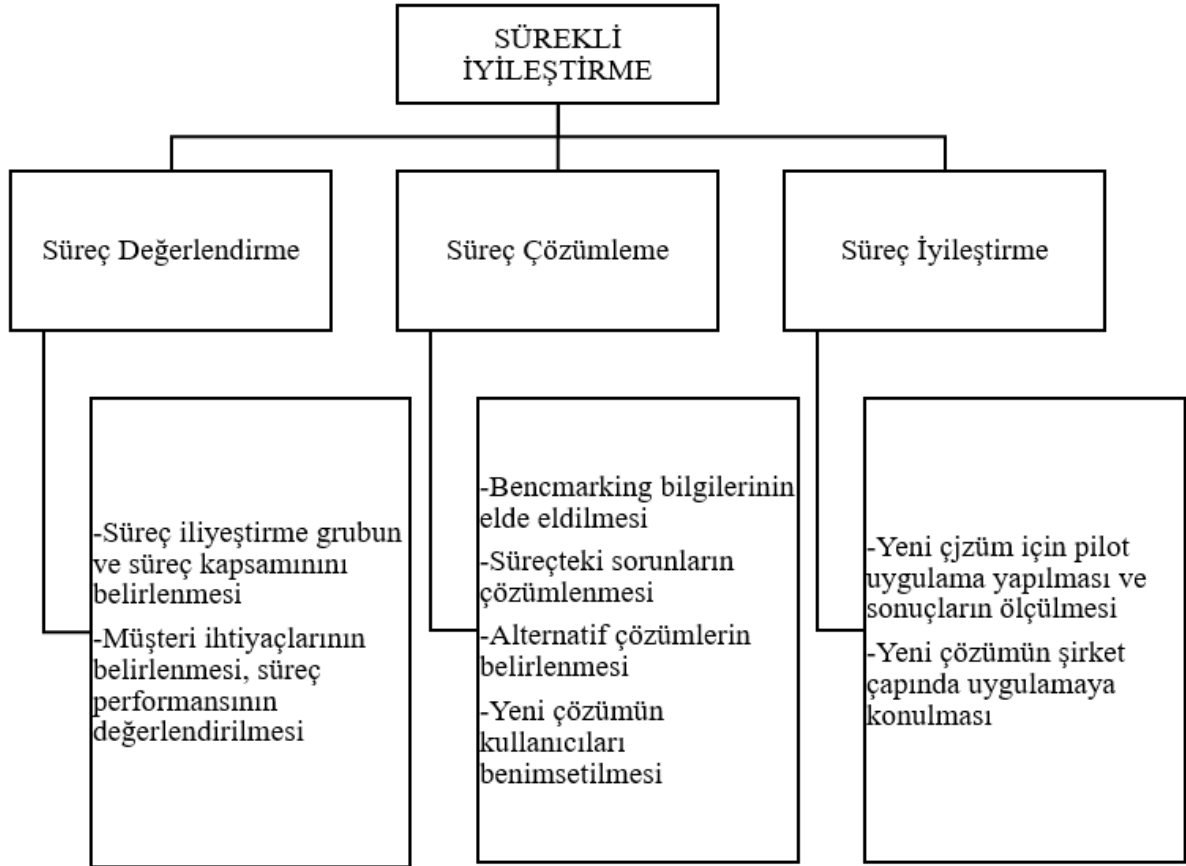 SÜREKLİ
İYİLEŞTİRME
Süreç Değerlendirme
Süreç Çözümleme
Süreç İyileştirme
-Süreç iliyeştirme grubun
ve süreç kapsamınını
belirlenmesi
-Müşteri ihtiyaçlarının
belirlenmesi, süreç
performansının
değerlendirilmesi
-Bencmarking bilgilerinin
elde eldilmesi
-Süreçteki sorunların
çözümlenmesi
-Alternatif çözümlerin
belirlenmesi
-Yeni çözümün
kullanıcıları
benimsetilmesi
-Yeni çjzüm için pilot
uygulama yapılması ve
sonuçların ölçülmesi
-Yeni çözümün şirket
çapında uygulamaya
konulması